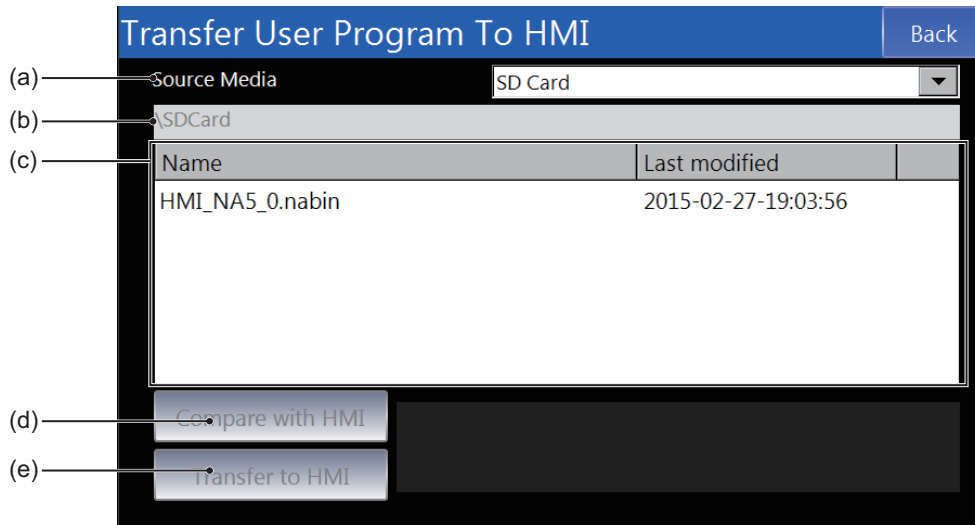 Transfer User Program To HMI Back
(a) Source Media SD Card
(b) \SDCard
(c) Name Last modified
HMI_NA5_0.nabin 2015-02-27-19:03:56
(d) Compare with HMI
(e) Transfer to HMI